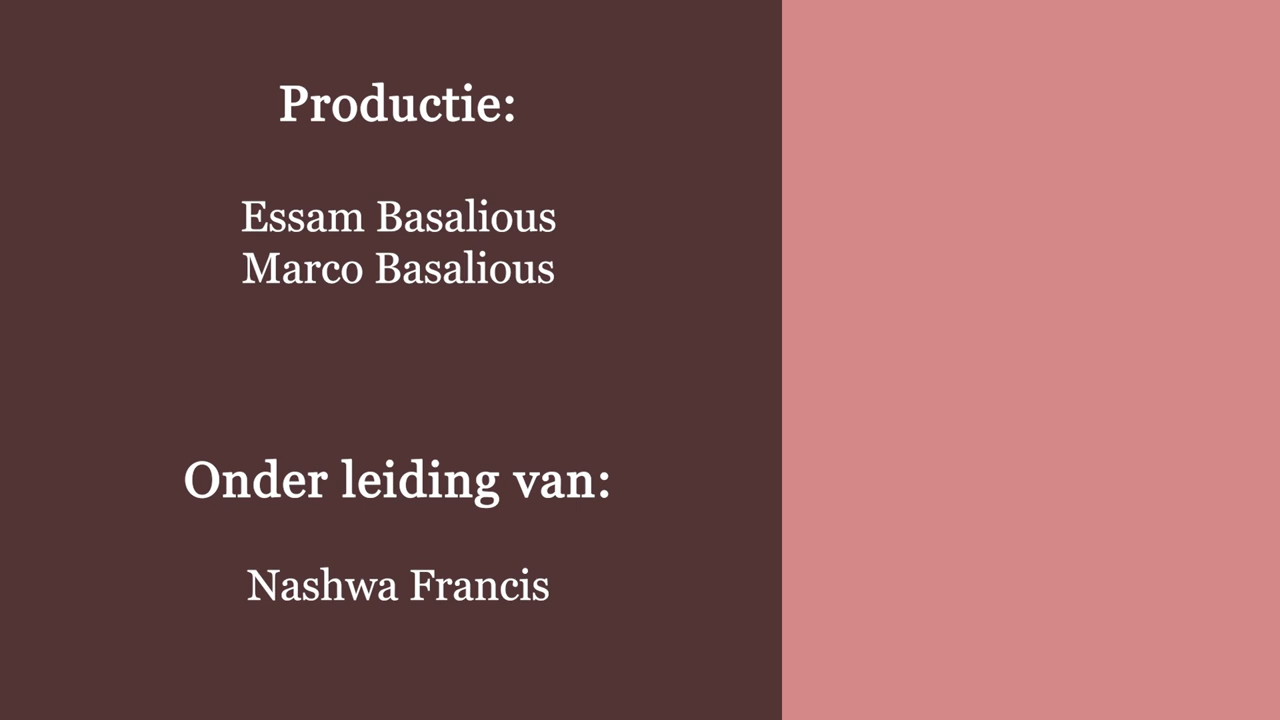 Productie:
Essam Basalious
Marco Basalious
Onder leiding van:
Nashwa Francis